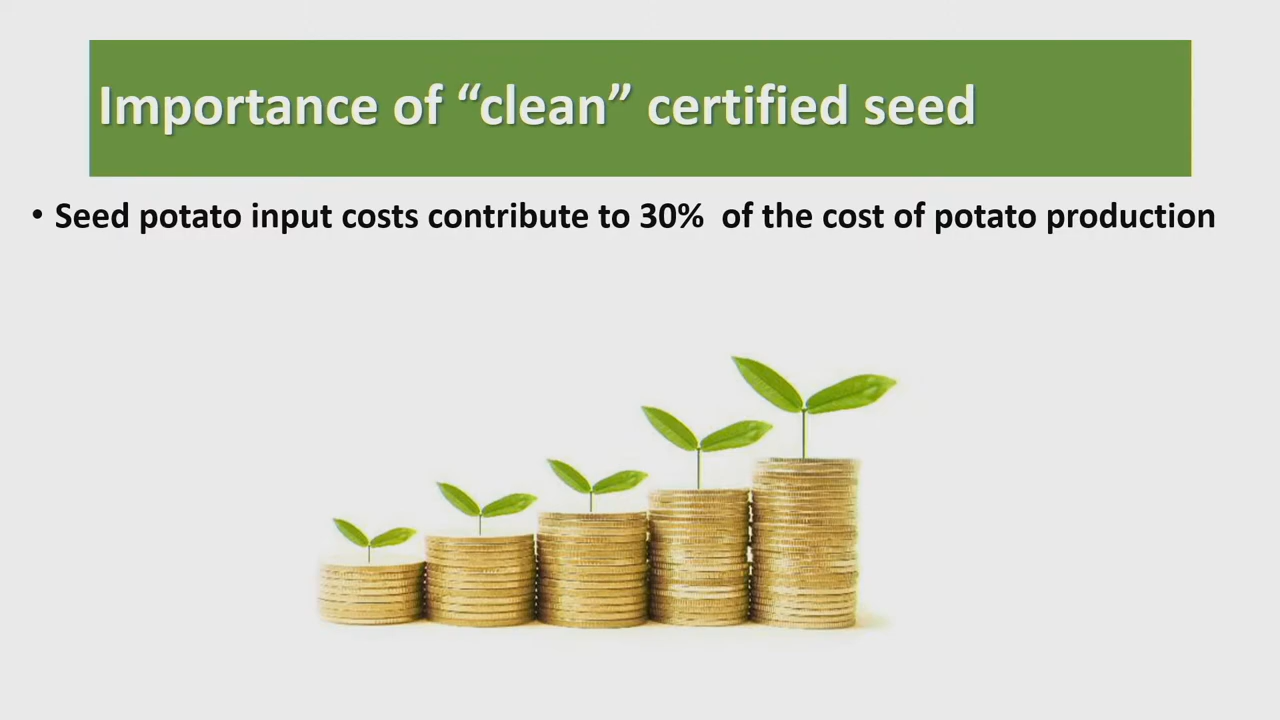 Importance of “clean” certified seed
• Seed potato input costs contribute to 30%  of the cost of potato production